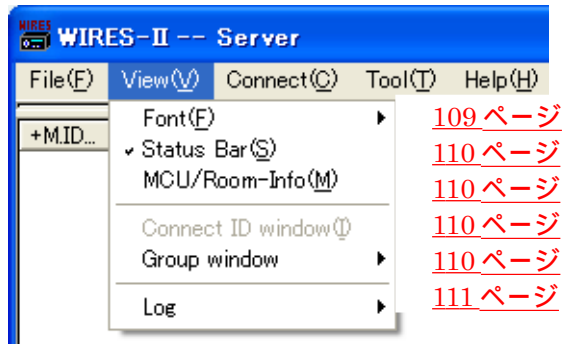 WIRES
WIRES-II -- Server
File(F) View(V) Connect(C) Tool(T) Help(H)
+M.ID...
Font(F) 109 ページ
Status Bar(S) 110 ページ
MCU/Room-Info(M) 110 ページ
Connect ID window(I) 110 ページ
Group window 110 ページ
Log 111 ページ